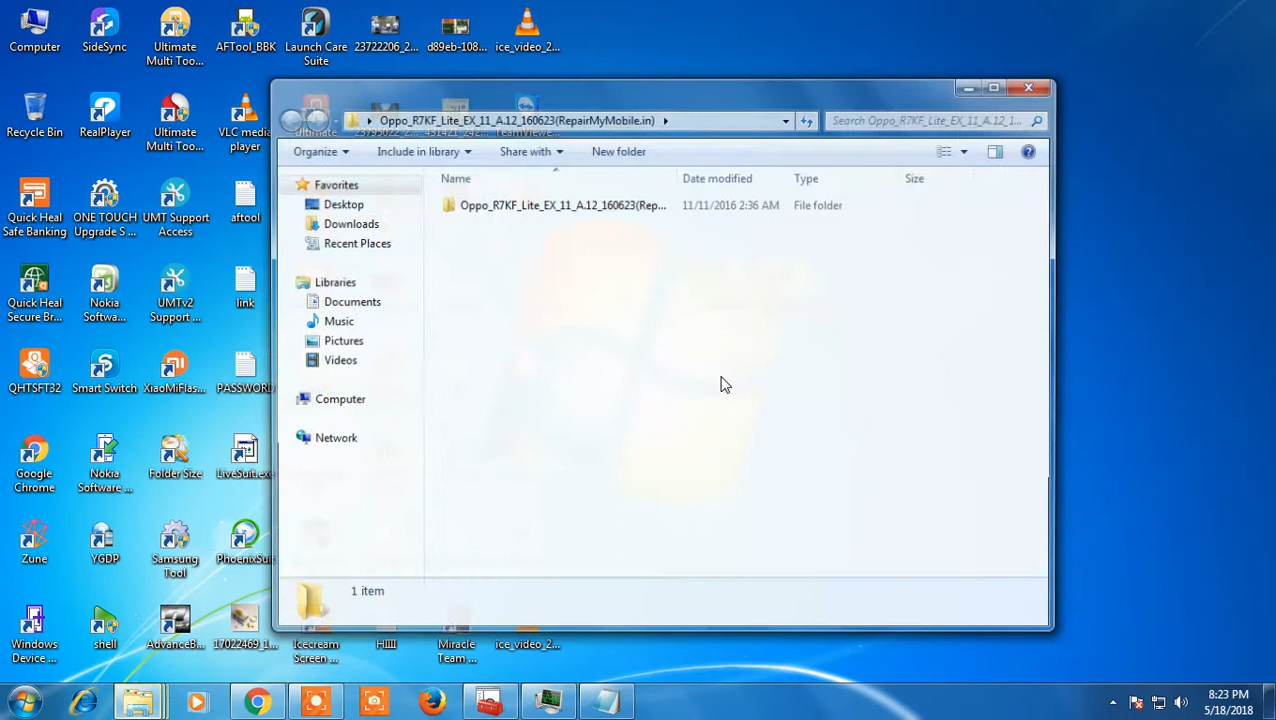 Computer
SideSync
Ultimate
Multi Too...
AFTool_BBK
Launch Care
Suite
23722206_2...
d89eb-108...
ice_video_2...
Recycle Bin
RealPlayer
Ultimate
Multi Too...
VLC media
player
Quick Heal
Safe Banking
ONE TOUCH
Upgrade S ...
UMT Support
Access
aftool
Quick Heal
Secure Br...
Nokia
Softwa...
UMTv2
Support ...
link
QHTSFT32
Smart Switch
XiaoMiFlas...
PASSWORD
Google
Chrome
Nokia
Software ...
Folder Size
LiveSuit.exe
Zune
YGDP
Samsung
Tool
PhoenixSui
Windows
Device ...
shell
AdvanceB...
17022469_1...
Icecream
Screen ...
Miracle
Team ...
ice_video_2...
Oppo_R7KF_Lite_EX_11_A.12_160623(RepairMyMobile.in)
Search Oppo_R7KF_Lite_EX_11_A.12_1...
Organize
Include in library
Share with
New folder
Favorites
Desktop
Downloads
Recent Places
Libraries
Documents
Music
Pictures
Videos
Computer
Network
Name
Date modified
Type
Size
Oppo_R7KF_Lite_EX_11_A.12_160623(Rep...
11/11/2016 2:36 AM
File folder
1 item
8:23 PM
5/18/2018